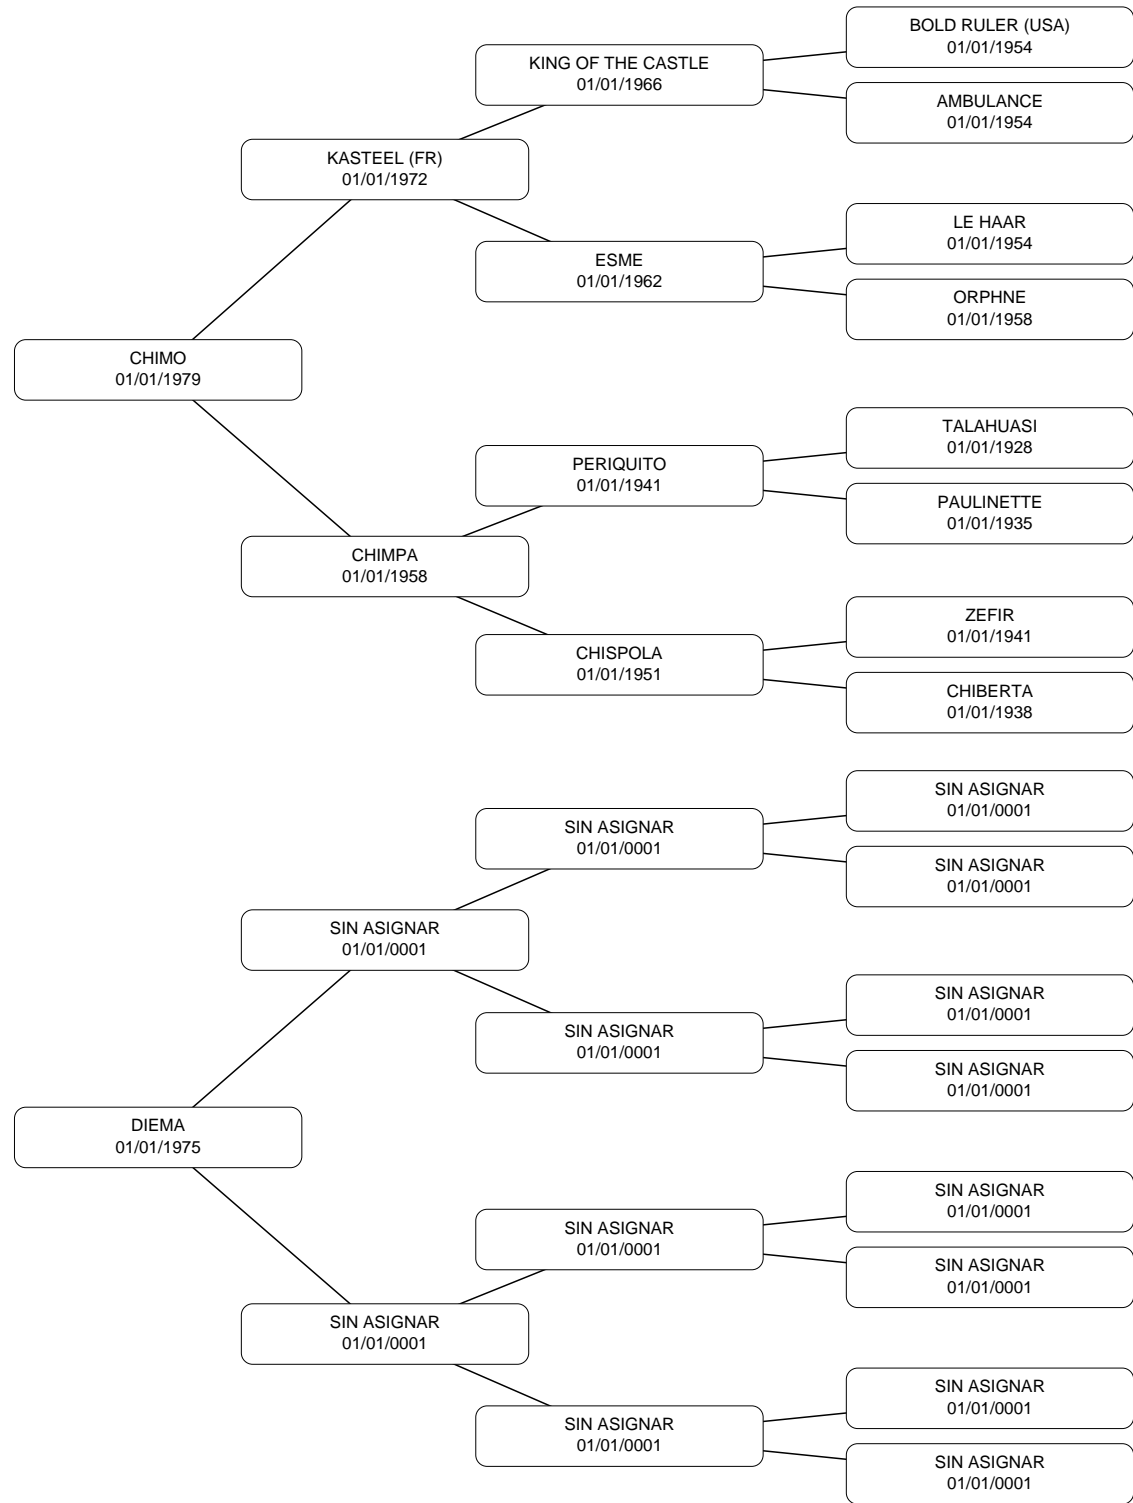 BOLD RULER (USA)
01/01/1954
KING OF THE CASTLE
01/01/1966
AMBULANCE
01/01/1954
KASTEEL (FR)
01/01/1972
LE HAAR
01/01/1954
ESME
01/01/1962
ORPHNE
01/01/1958
CHIMO
01/01/1979
TALAHUASI
01/01/1928
PERIQUITO
01/01/1941
PAULINETTE
01/01/1935
CHIMPA
01/01/1958
ZEFIR
01/01/1941
CHISPOLA
01/01/1951
CHIBERTA
01/01/1938
SIN ASIGNAR
01/01/0001
SIN ASIGNAR
01/01/0001
SIN ASIGNAR
01/01/0001
SIN ASIGNAR
01/01/0001
SIN ASIGNAR
01/01/0001
SIN ASIGNAR
01/01/0001
SIN ASIGNAR
01/01/0001
DIEMA
01/01/1975
SIN ASIGNAR
01/01/0001
SIN ASIGNAR
01/01/0001
SIN ASIGNAR
01/01/0001
SIN ASIGNAR
01/01/0001
SIN ASIGNAR
01/01/0001
SIN ASIGNAR
01/01/0001
SIN ASIGNAR
01/01/0001